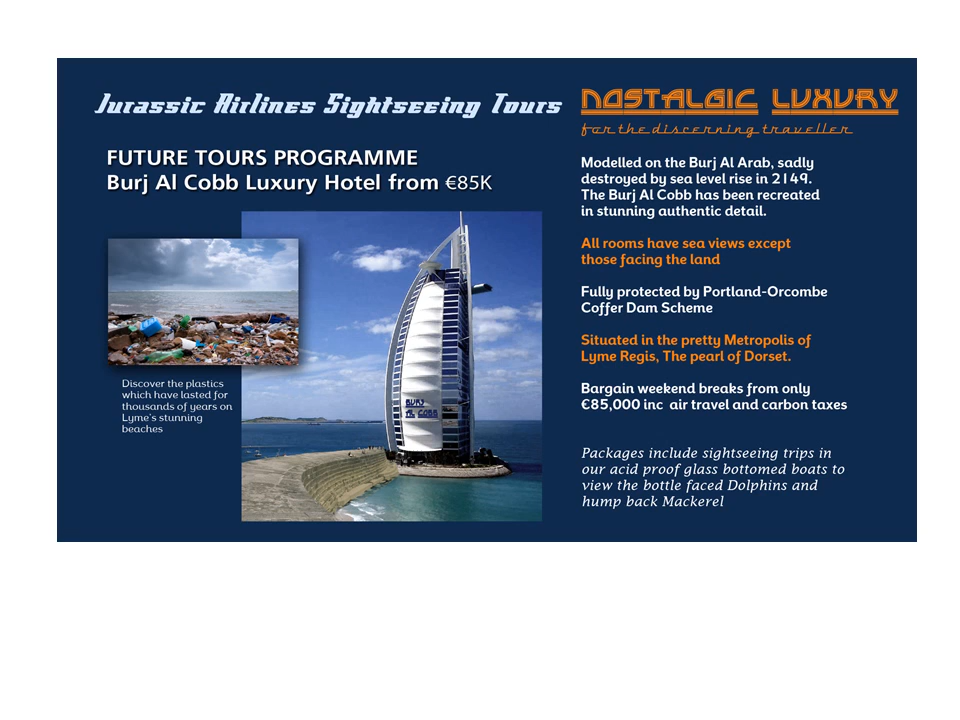 Jurassic Airlines Sightseeing Tours
FUTURE TOURS PROGRAMME
Burj Al Cobb Luxury Hotel from €85K
BURJ
AL COBB
Discover the plastics
which have lasted for
thousands of years on
Lyme's stunning
beaches
NOSTALGIC LUXURY
for the discerning traveller
Modelled on the Burj Al Arab, sadly
destroyed by sea level rise in 2149.
The Burj Al Cobb has been recreated
in stunning authentic detail.
All rooms have sea views except
those facing the land
Fully protected by Portland-Orcombe
Coffer Dam Scheme
Situated in the pretty Metropolis of
Lyme Regis, The pearl of Dorset.
Bargain weekend breaks from only
€85,000 inc air travel and carbon taxes
Packages include sightseeing trips in
our acid proof glass bottomed boats to
view the bottle faced Dolphins and
hump back Mackerel